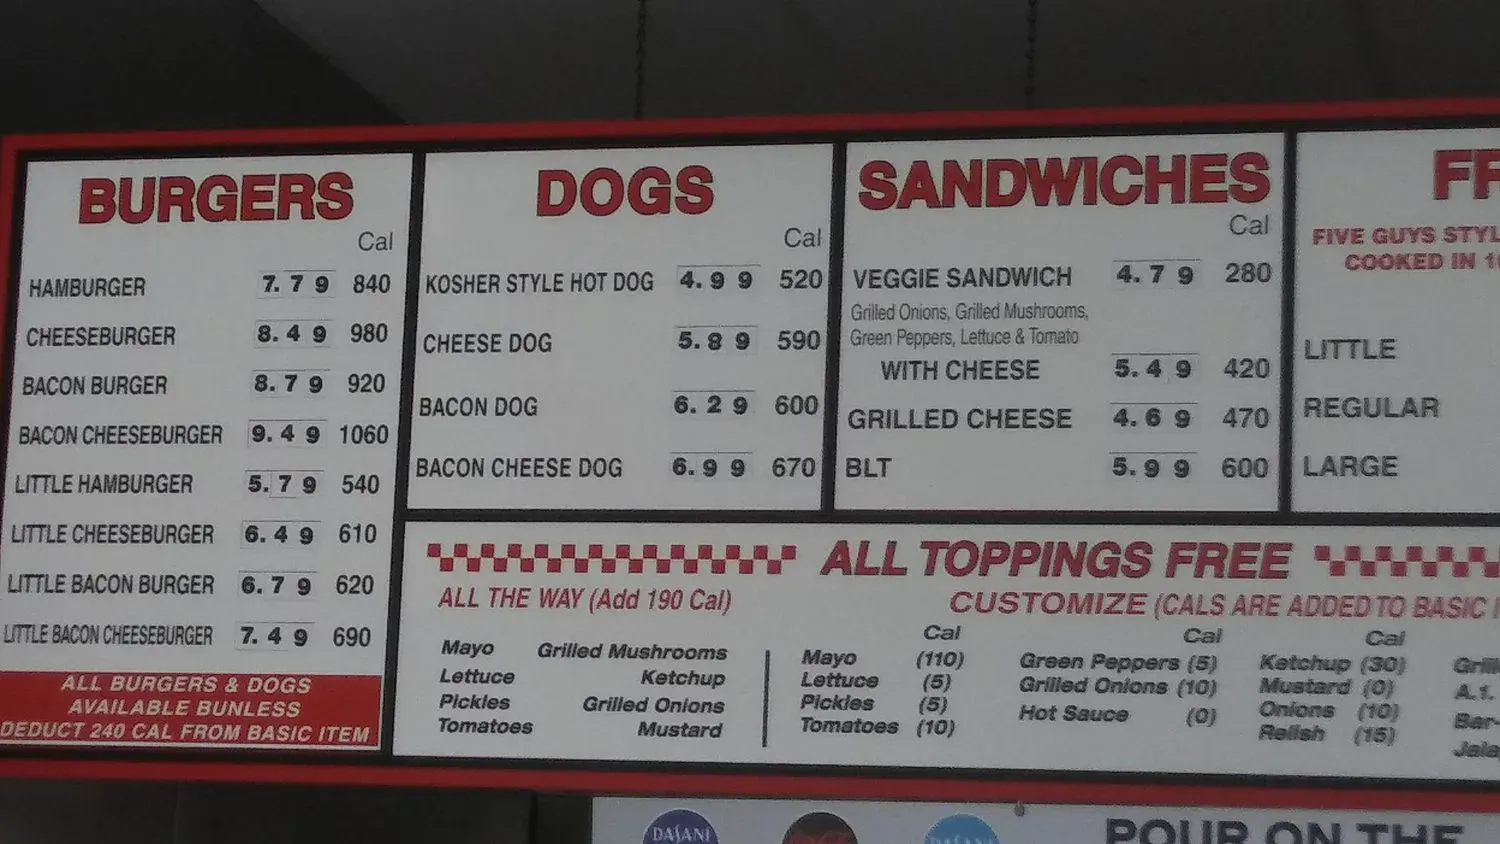 BURGERS
Cal
HAMBURGER 7.79 840
CHEESEBURGER 8.49 980
BACON BURGER 8.79 920
BACON CHEESEBURGER 9.49 1060
LITTLE HAMBURGER 5.79 540
LITTLE CHEESEBURGER 6.49 610
LITTLE BACON BURGER 6.79 620
LITTLE BACON CHEESEBURGER 7.49 690
ALL BURGERS & DOGS
AVAILABLE BUNLESS
DEDUCT 240 CAL FROM BASIC ITEM
DOGS
Cal
KOSHER STYLE HOT DOG 4.99 520
CHEESE DOG 5.89 590
BACON DOG 6.29 600
BACON CHEESE DOG 6.99 670
SANDWICHES
Cal
VEGGIE SANDWICH 4.79 280
Grilled Onions, Grilled Mushrooms,
Green Peppers, Lettuce & Tomato
WITH CHEESE 5.49 420
GRILLED CHEESE 4.69 470
BLT 5.99 600
FR
FIVE GUYS STYL
COOKED IN 10
LITTLE
REGULAR
LARGE
ALL TOPPINGS FREE
ALL THE WAY (Add 190 Cal)
Mayo Grilled Mushrooms
Lettuce Ketchup
Pickles Grilled Onions
Tomatoes Mustard
CUSTOMIZE (CALS ARE ADDED TO BASIC I
Cal Cal Cal
Mayo (110) Green Peppers (5) Ketchup (30) Grill
Lettuce (5) Grilled Onions (10) Mustard (0) A.1.
Pickles (5) Hot Sauce (0) Onions (10) Bar-
Tomatoes (10) Relish (15) Jala
DASANI
DASANI
POUR ON THE